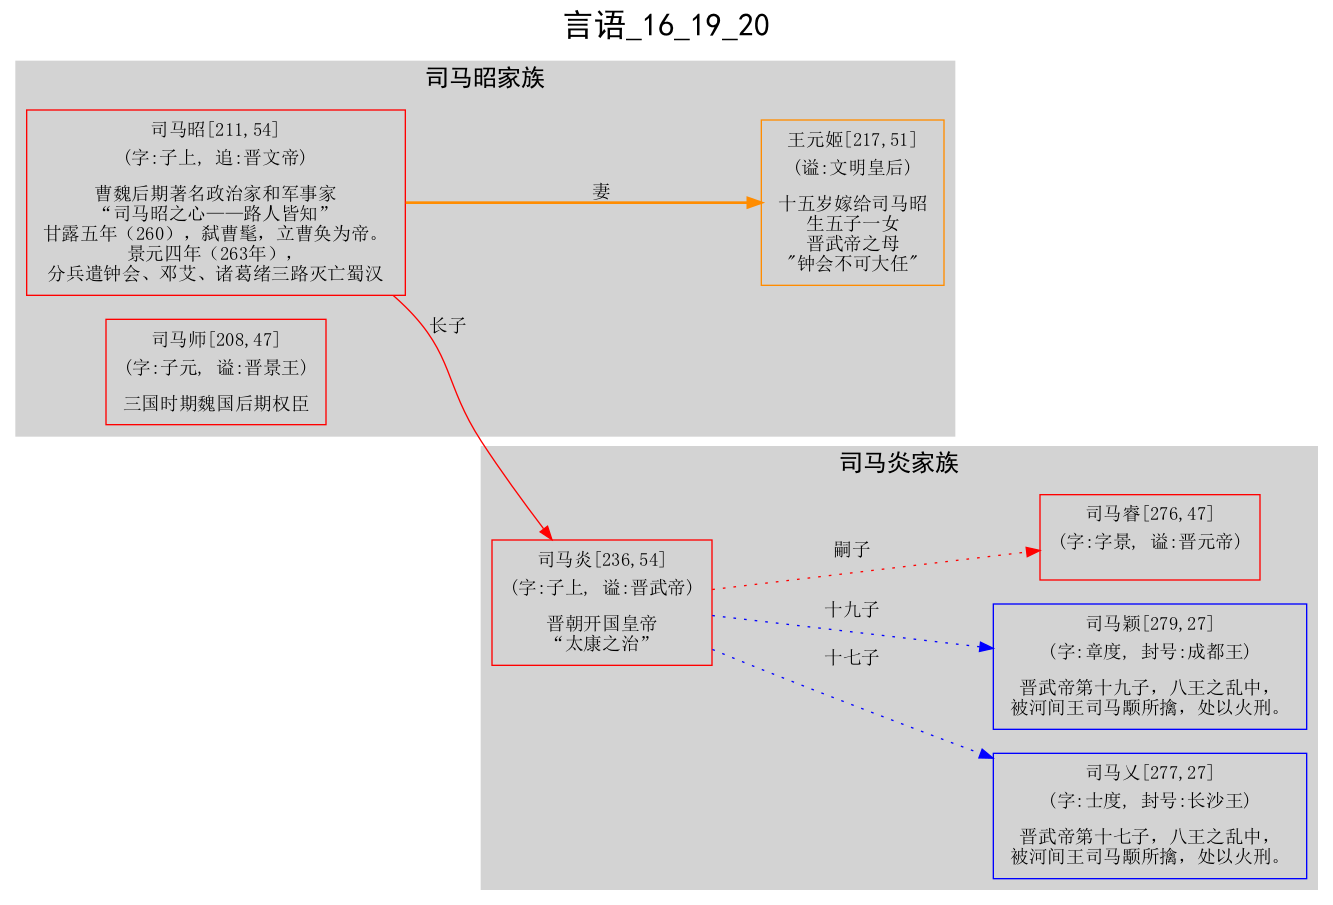 言语_16_19_20
司马昭家族
司马昭[211,54]
(字:子上, 追:晋文帝)
曹魏后期著名政治家和军事家
“司马昭之心——路人皆知”
甘露五年（260）, 弑曹髦, 立曹奂为帝。
景元四年（263年）,
分兵遣钟会、邓艾、诸葛绪三路灭亡蜀汉
妻
王元姬[217,51]
(谥:文明皇后)
十五岁嫁给司马昭
生五子一女
晋武帝之母
"钟会不可大任"
长子
司马师[208,47]
(字:子元, 谥:晋景王)
三国时期魏国后期权臣
司马炎家族
司马炎[236,54]
(字:子上, 谥:晋武帝)
晋朝开国皇帝
“太康之治”
嗣子
十九子
十七子
司马睿[276,47]
(字:字景, 谥:晋元帝)
司马颖[279,27]
(字:章度, 封号:成都王)
晋武帝第十九子, 八王之乱中,
被河间王司马颙所擒, 处以火刑。
司马乂[277,27]
(字:士度, 封号:长沙王)
晋武帝第十七子, 八王之乱中,
被河间王司马颙所擒, 处以火刑。